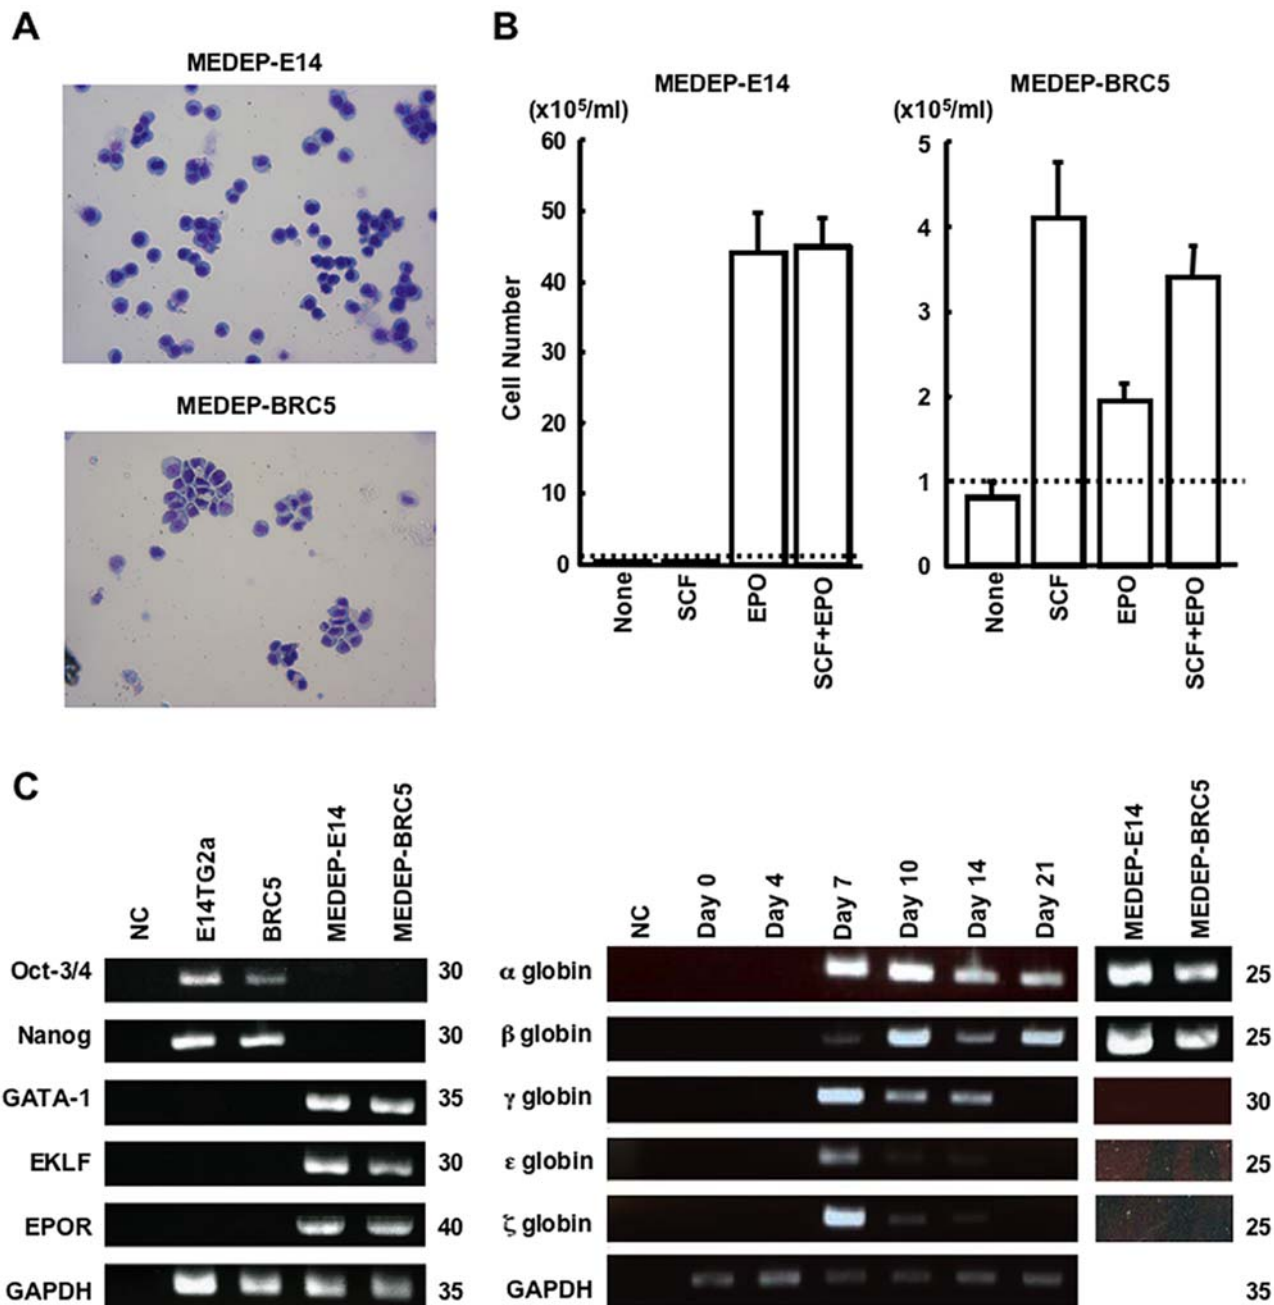 A
MEDEP-E14
MEDEP-BRC5
B
MEDEP-E14
(x10⁵/ml)
60
50
40
30
20
10
0
Cell Number
None
SCF
EPO
SCF+EPO
MEDEP-BRC5
(x10⁵/ml)
5
4
3
2
1
0
None
SCF
EPO
SCF+EPO
C
NC
E14TG2a
BRC5
MEDEP-E14
MEDEP-BRC5
Oct-3/4 30
Nanog 30
GATA-1 35
EKLF 30
EPOR 40
GAPDH 35
NC
Day 0
Day 4
Day 7
Day 10
Day 14
Day 21
MEDEP-E14
MEDEP-BRC5
α globin 25
β globin 25
γ globin 30
ε globin 25
ζ globin 25
GAPDH 35